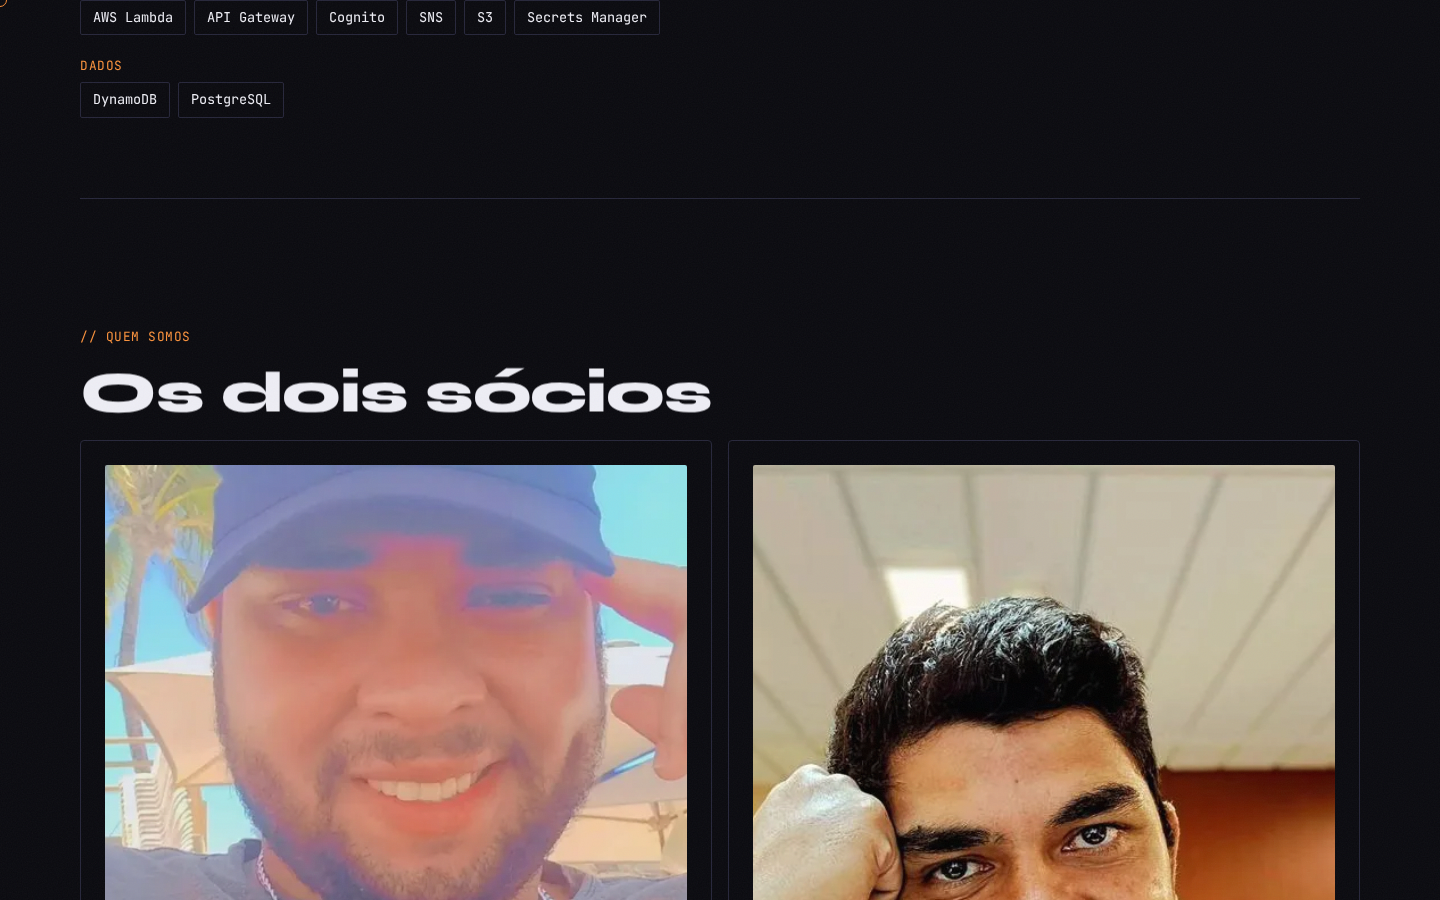 AWS Lambda API Gateway Cognito SNS S3 Secrets Manager
DADOS
DynamoDB PostgreSQL
// QUEM SOMOS
Os dois sócios